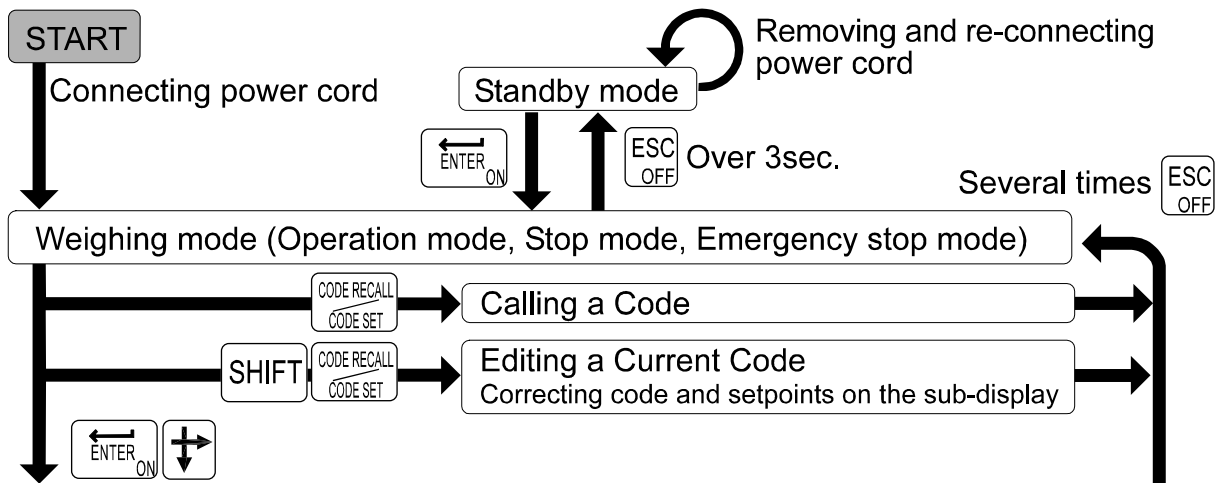 START
Connecting power cord
Removing and re-connecting
power cord
Standby mode
ENTER
ON
ESC
OFF
Over 3sec.
Several times
ESC
OFF
Weighing mode (Operation mode, Stop mode, Emergency stop mode)
CODE RECALL
CODE SET
Calling a Code
SHIFT
CODE RECALL
CODE SET
Editing a Current Code
Correcting code and setpoints on the sub-display
ENTER
ON